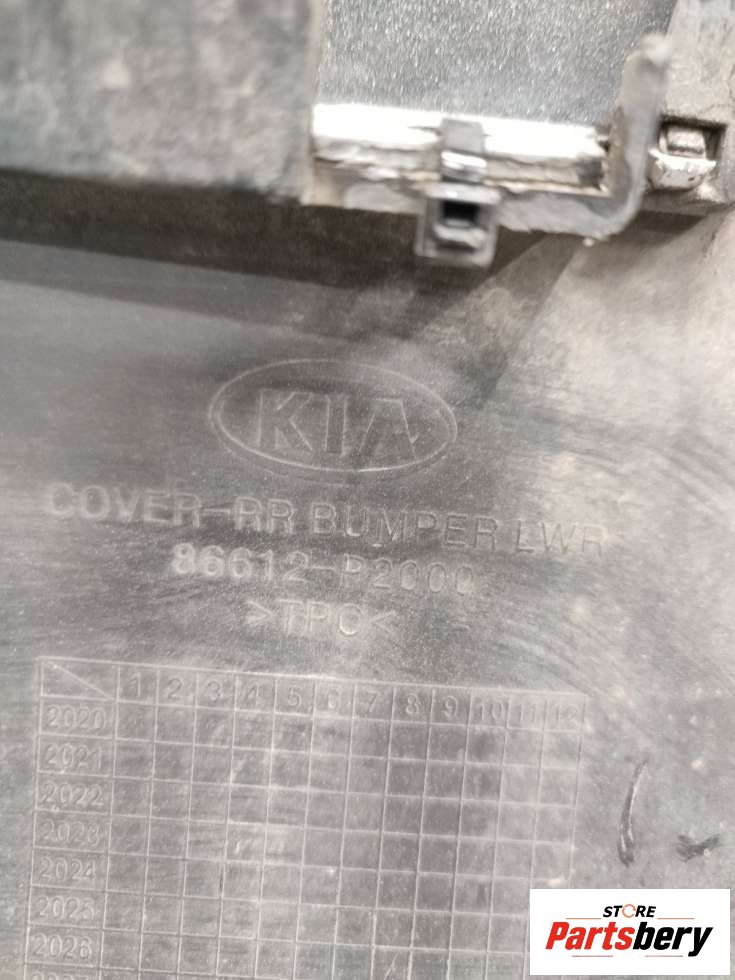 KIA
COVER-RR BUMPER LWR
86612-P2000
>TPO<
1 2 3 4 5 6 7 8 9 10 11 12
2020
2021
2022
2023
2024
2025
2026
STORE
Partsbery